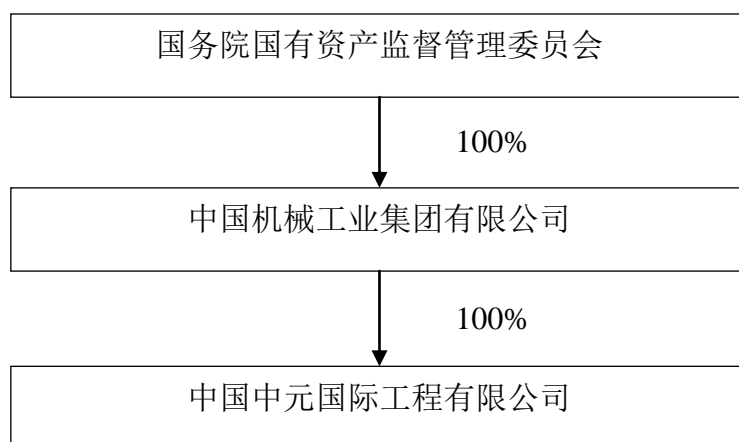 国务院国有资产监督管理委员会
100%
中国机械工业集团有限公司
100%
中国中元国际工程有限公司